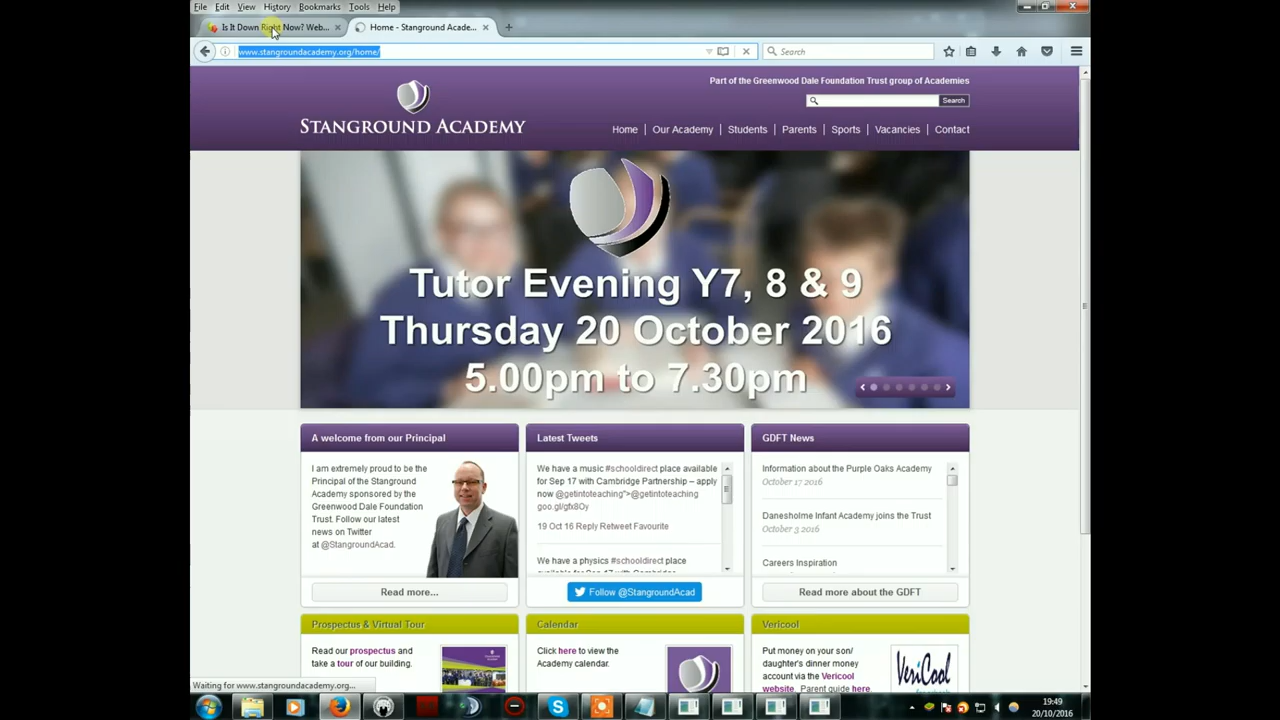 File Edit View History Bookmarks Tools Help
Is It Down Right Now? Web...
Home - Stanground Acade...
www.stangroundacademy.org/home/
Search
Part of the Greenwood Dale Foundation Trust group of Academies
Search
STANGROUND ACADEMY
Home | Our Academy | Students | Parents | Sports | Vacancies | Contact
Tutor Evening Y7, 8 & 9
Thursday 20 October 2016
5.00pm to 7.30pm
A welcome from our Principal
I am extremely proud to be the
Principal of the Stanground
Academy sponsored by the
Greenwood Dale Foundation
Trust. Follow our latest
news on Twitter
at @StangroundAcad.
Read more...
Latest Tweets
We have a music #schooldirect place available
for Sep 17 with Cambridge Partnership – apply
now @getintoteaching">@getintoteaching
goo.gl/gfx8Oy
19 Oct 16 Reply Retweet Favourite
We have a physics #schooldirect place
available for Sep 17 with Cambridge
Follow @StangroundAcad
GDFT News
Information about the Purple Oaks Academy
October 17 2016
Danesholme Infant Academy joins the Trust
October 3 2016
Careers Inspiration
Read more about the GDFT
Prospectus & Virtual Tour
Read our prospectus and
take a tour of our building.
Calendar
Click here to view the
Academy calendar.
Vericool
Put money on your son/
daughter's dinner money
account via the Vericool
website. Parent guide here.
VeriCool
Waiting for www.stangroundacademy.org...
19:49
20/10/2016